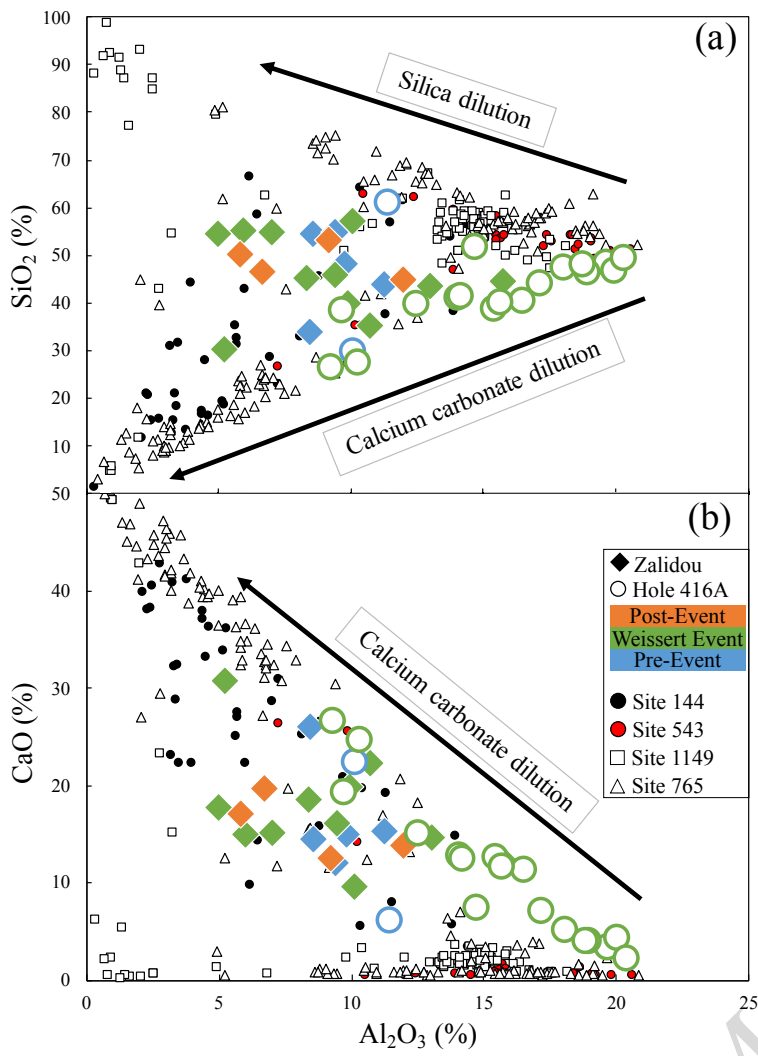 (a)
Silica dilution
Calcium carbonate dilution
SiO₂ (%)
100
90
80
70
60
50
40
30
20
10
50
(b)
Calcium carbonate dilution
CaO (%)
40
30
20
10
0
Zalidou
Hole 416A
Post-Event
Weissert Event
Pre-Event
Site 144
Site 543
Site 1149
Site 765
0 5 10 15 20 25
Al₂O₃ (%)